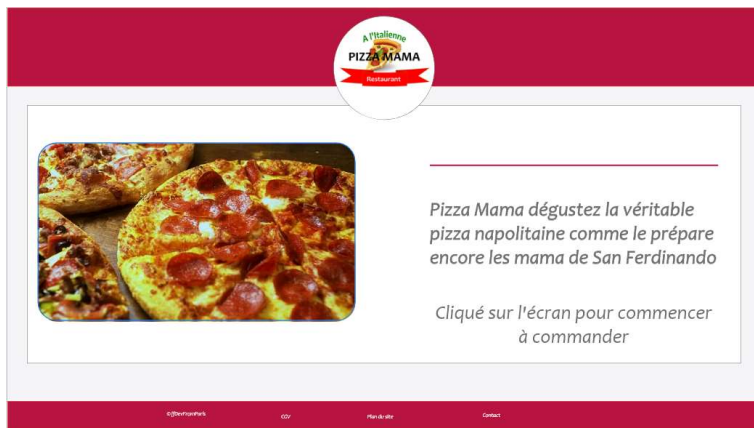 A l'Italienne
PIZZA MAMA
Restaurant
Pizza Mama dégustez la véritable
pizza napolitaine comme le prépare
encore les mama de San Ferdinando
Cliqué sur l'écran pour commencer
à commander
©JJDevFromParis
CGV
Plan du site
Contact